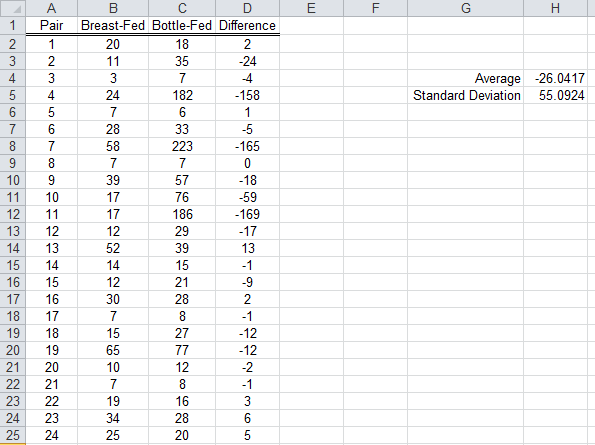 A B C D E F G H
1 Pair Breast-Fed Bottle-Fed Difference
2 1 20 18 2
3 2 11 35 -24
4 3 3 7 -4 Average -26.0417
5 4 24 182 -158 Standard Deviation 55.0924
6 5 7 6 1
7 6 28 33 -5
8 7 58 223 -165
9 8 7 7 0
10 9 39 57 -18
11 10 17 76 -59
12 11 17 186 -169
13 12 12 29 -17
14 13 52 39 13
15 14 14 15 -1
16 15 12 21 -9
17 16 30 28 2
18 17 7 8 -1
19 18 15 27 -12
20 19 65 77 -12
21 20 10 12 -2
22 21 7 8 -1
23 22 19 16 3
24 23 34 28 6
25 24 25 20 5